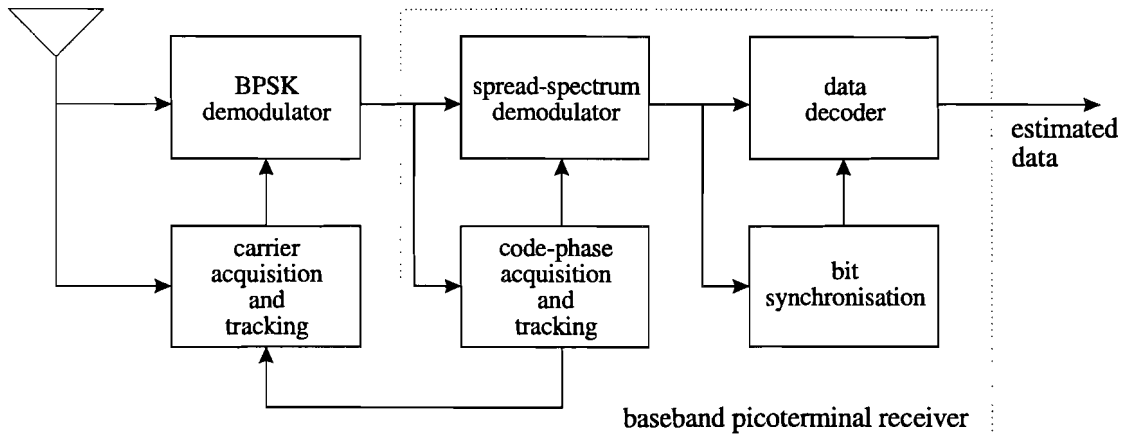 BPSK
demodulator
spread-spectrum
demodulator
data
decoder
estimated
data
carrier
acquisition
and
tracking
code-phase
acquisition
and
tracking
bit
synchronisation
baseband picoterminal receiver